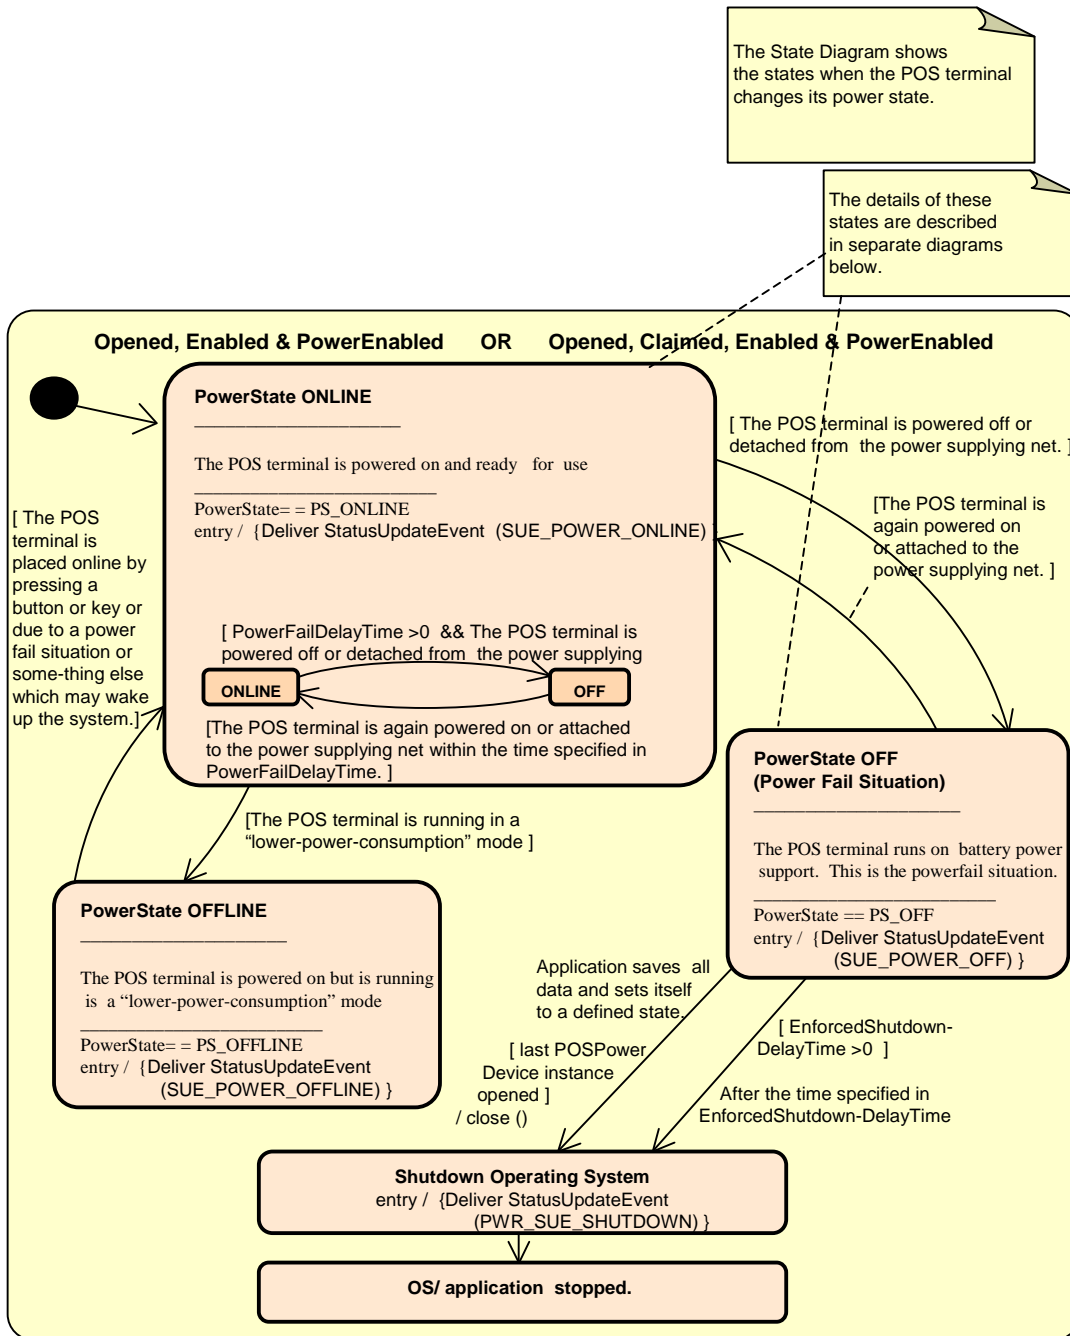 The State Diagram shows
the states when the POS terminal
changes its power state.
The details of these
states are described
in separate diagrams
below.
Opened, Enabled & PowerEnabled OR Opened, Claimed, Enabled & PowerEnabled
PowerState ONLINE
The POS terminal is powered on and ready for use
PowerState= = PS_ONLINE
entry / {Deliver StatusUpdateEvent (SUE_POWER_ONLINE) }
[ The POS terminal is powered off or
detached from the power supplying net. ]
[The POS terminal is
again powered on
or attached to the
power supplying net. ]
[ The POS
terminal is
placed online by
pressing a
button or key or
due to a power
fail situation or
some-thing else
which may wake
up the system.]
[ PowerFailDelayTime >0 && The POS terminal is
powered off or detached from the power supplying
ONLINE
OFF
[The POS terminal is again powered on or attached
to the power supplying net within the time specified in
PowerFailDelayTime. ]
[The POS terminal is running in a
“lower-power-consumption” mode ]
PowerState OFF
(Power Fail Situation)
The POS terminal runs on battery power
support. This is the powerfail situation.
PowerState == PS_OFF
entry / {Deliver StatusUpdateEvent
(SUE_POWER_OFF) }
PowerState OFFLINE
The POS terminal is powered on but is running
is a “lower-power-consumption” mode
PowerState= = PS_OFFLINE
entry / {Deliver StatusUpdateEvent
(SUE_POWER_OFFLINE) }
Application saves all
data and sets itself
to a defined state.
[ last POSPower
Device instance
opened ]
/ close ()
[ EnforcedShutdown-
DelayTime >0 ]
After the time specified in
EnforcedShutdown-DelayTime
Shutdown Operating System
entry / {Deliver StatusUpdateEvent
(PWR_SUE_SHUTDOWN) }
OS/ application stopped.